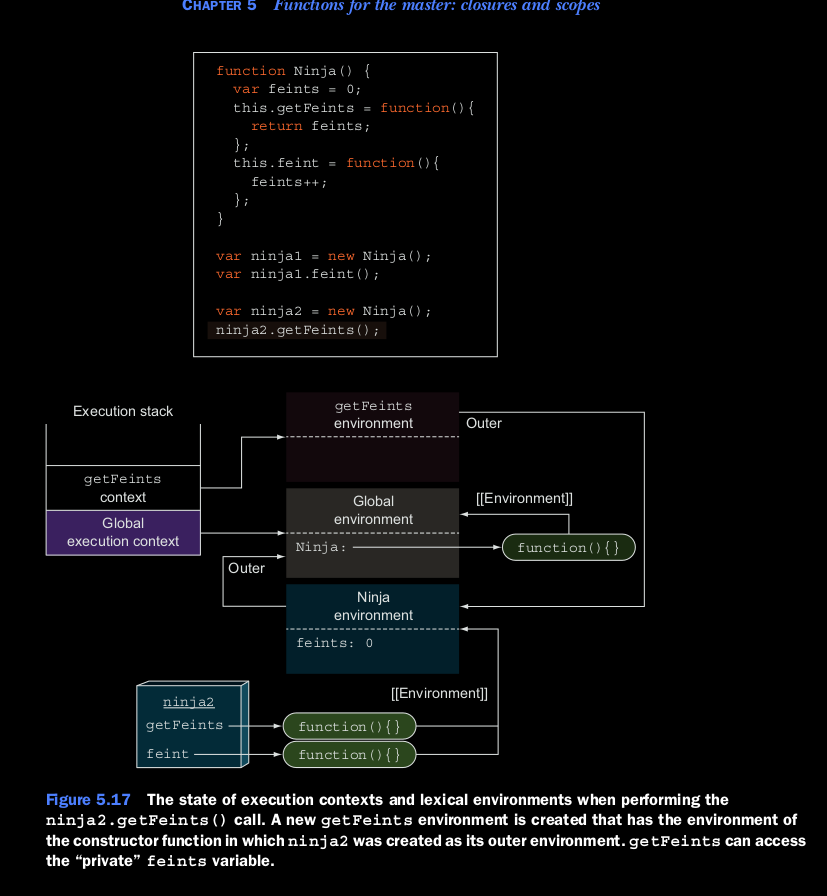 CHAPTER 5 Functions for the master: closures and scopes
function Ninja() {
var feints = 0;
this.getFeints = function(){
return feints;
};
this.feint = function(){
feints++;
};
}
var ninja1 = new Ninja();
var ninja1.feint();
var ninja2 = new Ninja();
ninja2.getFeints();
Execution stack
getFeints
context
Global
execution context
getFeints
environment
Outer
Global
environment
[[Environment]]
Ninja:
function(){}
Outer
Ninja
environment
feints: 0
[[Environment]]
ninja2
getFeints
function(){}
feint
function(){}
Figure 5.17 The state of execution contexts and lexical environments when performing the
ninja2.getFeints() call. A new getFeints environment is created that has the environment of
the constructor function in which ninja2 was created as its outer environment. getFeints can access
the “private” feints variable.